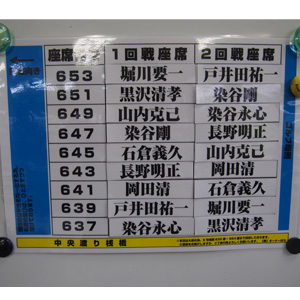 座席 1回戦座席 2回戦座席
653 堀川要一 戸井田祐一
651 黒沢清孝 染谷剛
649 山内克己 染谷永心
647 染谷剛 長野明正
645 石倉義久 山内克己
643 長野明正 岡田清
641 岡田清 石倉義久
639 戸井田祐一 堀川要一
637 染谷永心 黒沢清孝
中央渡り桟橋